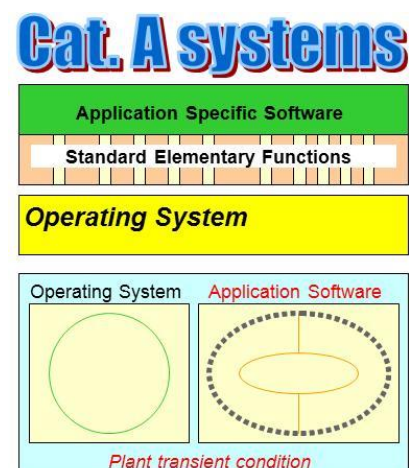 Cat. A systems
Application Specific Software
Standard Elementary Functions
Operating System
Operating System Application Software
Plant transient condition